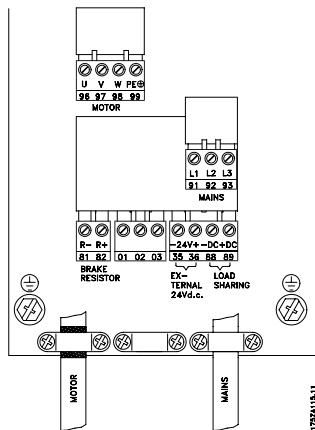 U V W PE
96 97 98 99
MOTOR
L1 L2 L3
91 92 93
MAINS
R- R+ -24V+ -DC+DC
81 82 01 02 03 35 36 88 89
BRAKE
RESISTOR
EX-
TERNAL
24Vd.c.
LOAD
SHARING
MOTOR
MAINS
175ZA115.11